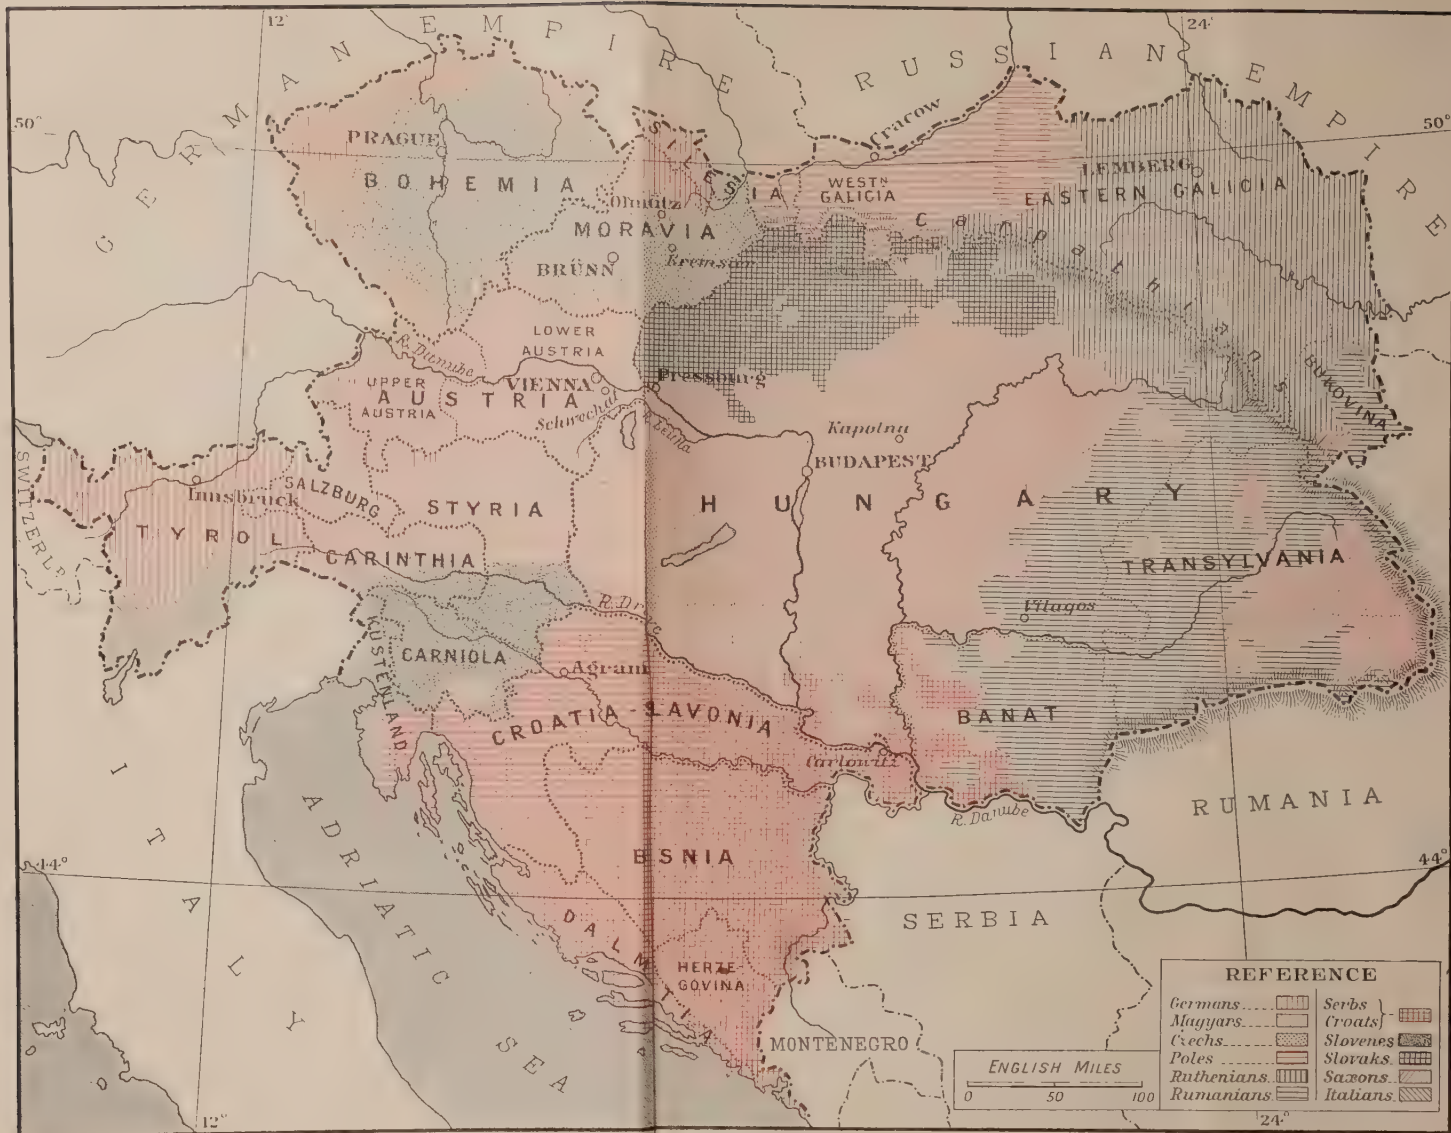 12°
24°
GERMAN EMPIRE
RUSSIAN EMPIRE
50°
50°
PRAGUE
BOHEMIA
SILESIA
Cracow
WESTN
GALICIA
LEMBERG
EASTERN GALICIA
Olmütz
MORAVIA
BRÜNN
Kremsier
Carpathians
LOWER
AUSTRIA
R. Danube
UPPER
AUSTRIA
AUSTRIA
VIENNA
Schwechat
Pressburg
R. Leitha
BUKOVINA
Kapolna
BUDAPEST
SWITZERLD
Innsbruck
SALZBURG
TYROL
STYRIA
CARINTHIA
HUNGARY
TRANSYLVANIA
Vilagos
R. Drave
KUSTENLAND
CARNIOLA
Agram
CROATIA-SLAVONIA
BANAT
Carlowitz
R. Danube
RUMANIA
ITALY
ADRIATIC SEA
44°
44°
BSNIA
DALMATIA
HERZE-
GOVINA
SERBIA
MONTENEGRO
ENGLISH MILES
0 50 100
REFERENCE
Germans
Magyars
Czechs
Poles
Ruthenians
Rumanians
Serbs
Croats
Slovenes
Slovaks
Saxons
Italians
12°
24°